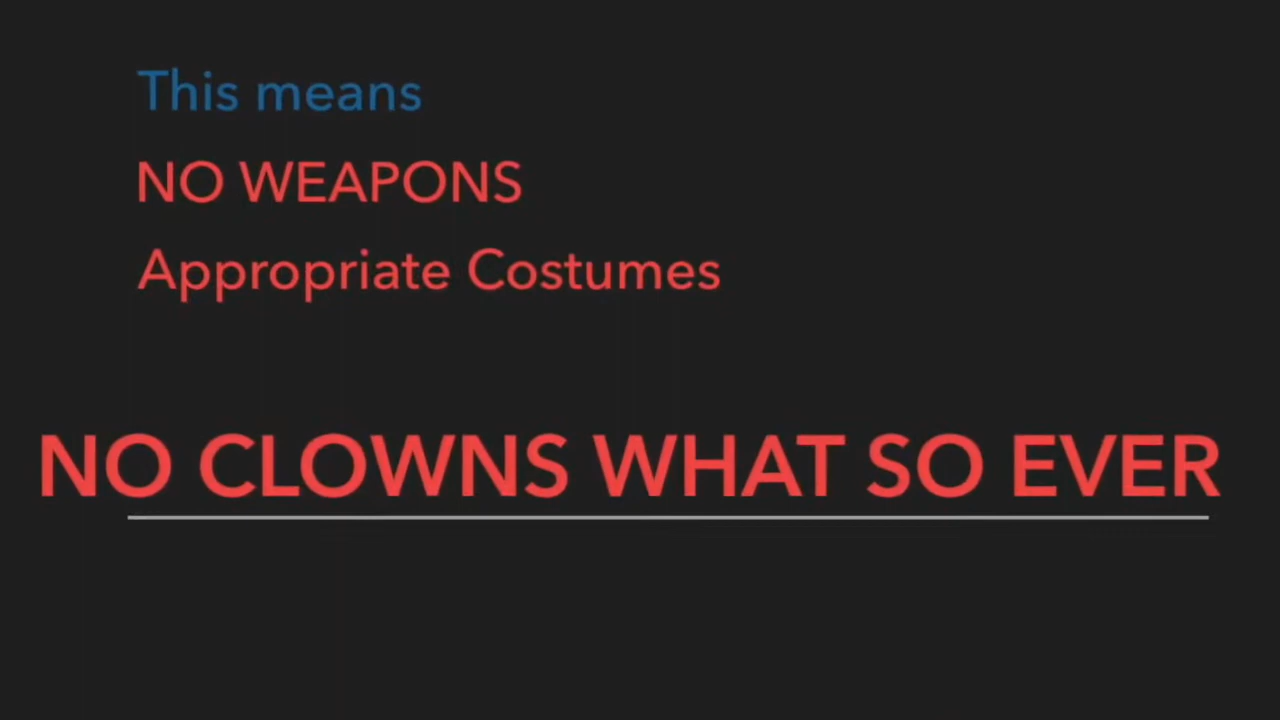 This means
NO WEAPONS
Appropriate Costumes
NO CLOWNS WHAT SO EVER